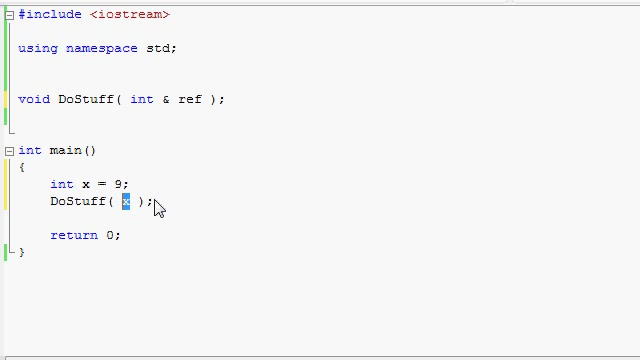 #include <iostream>
using namespace std;
void DoStuff( int & ref );
int main()
{
    int x = 9;
    DoStuff( x );
    return 0;
}